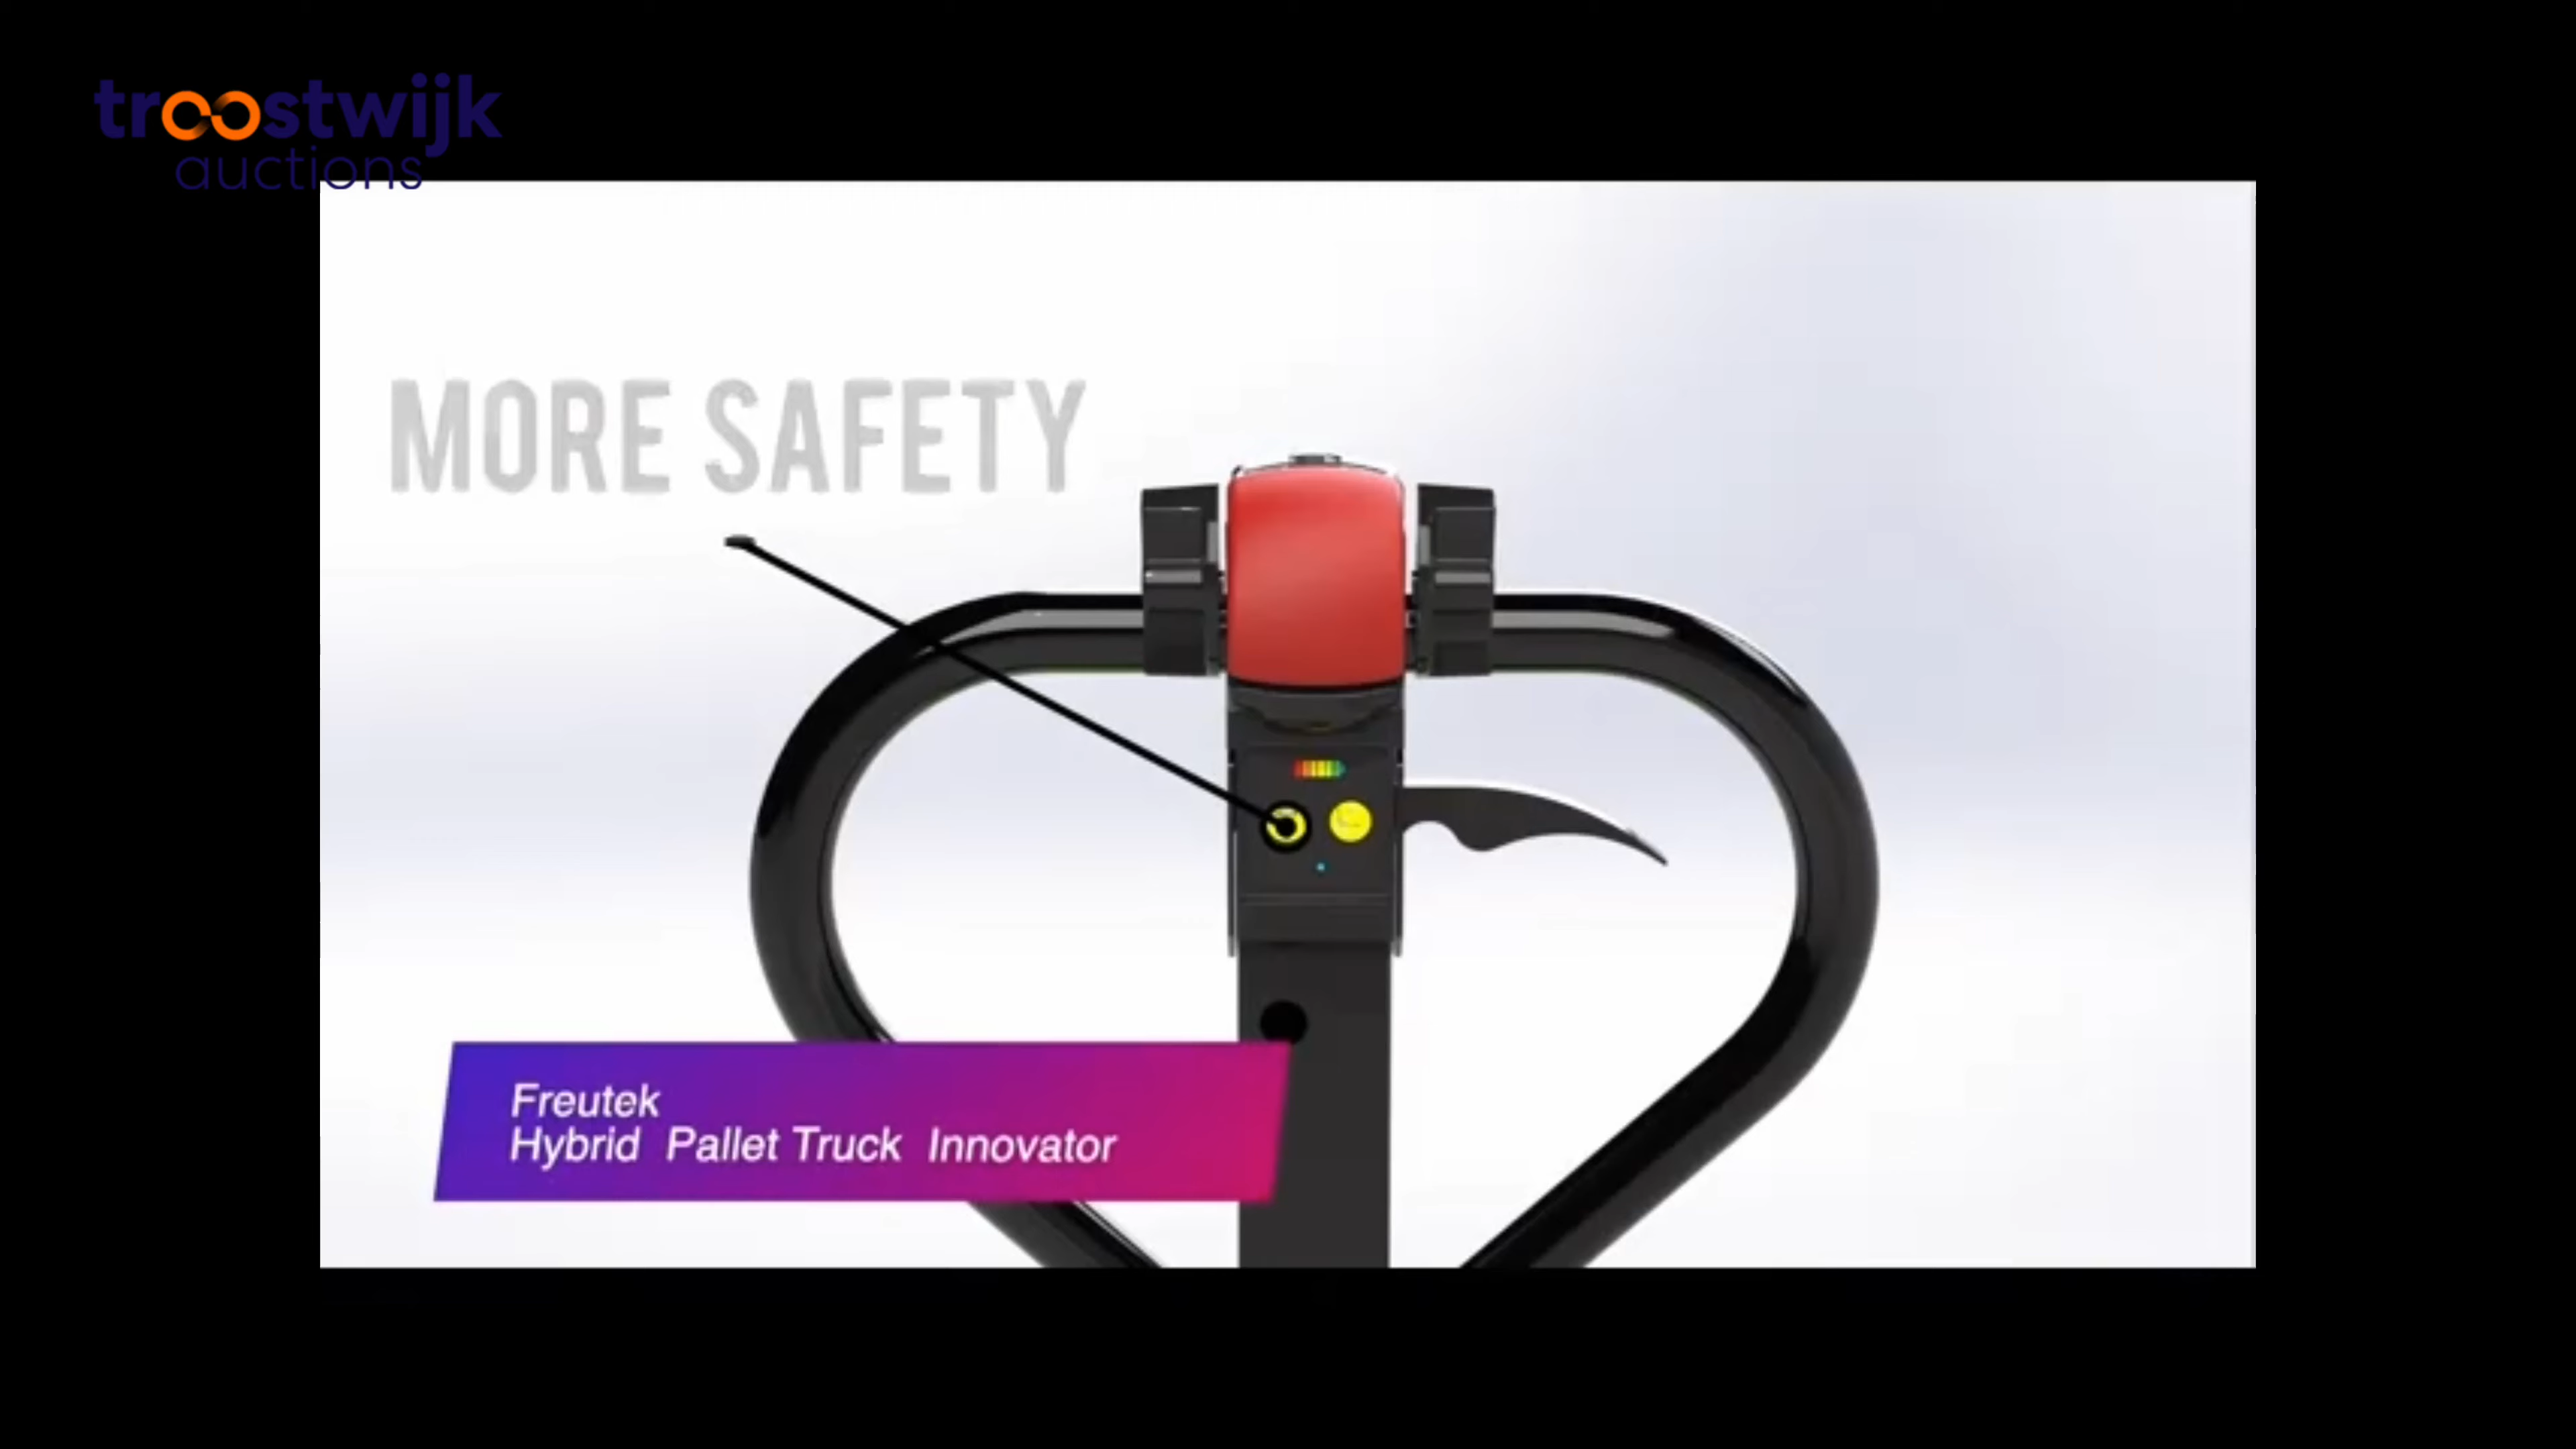 troostwijk
auctions
MORE SAFETY
Freutek
Hybrid Pallet Truck Innovator